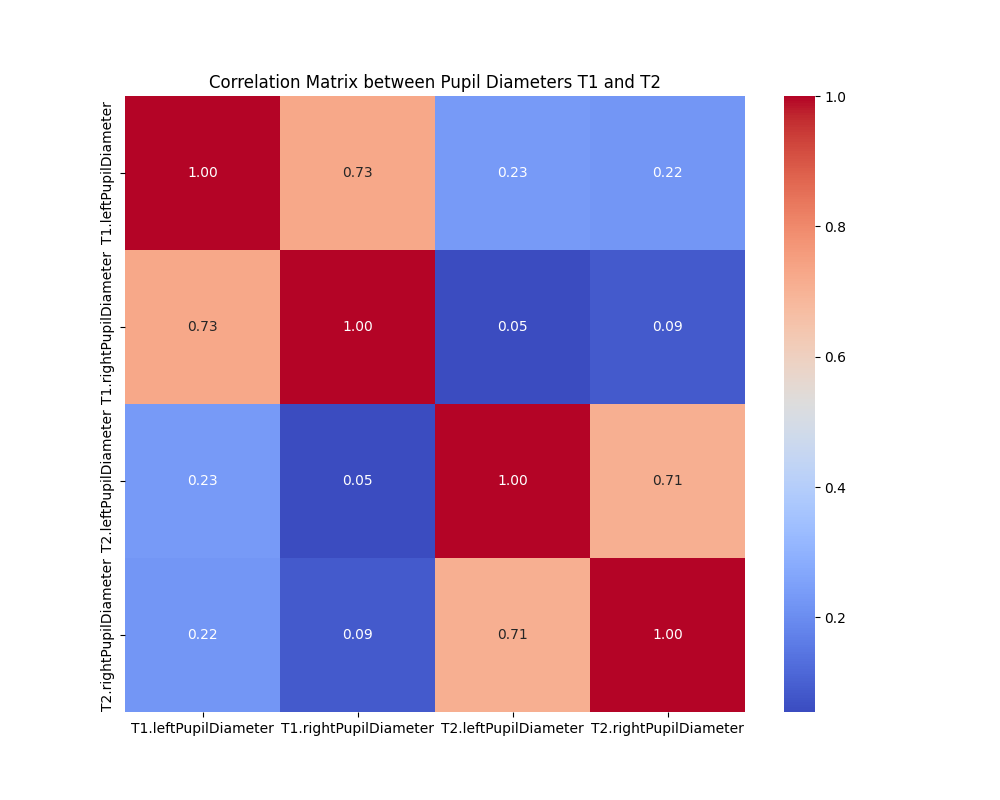 Correlation Matrix between Pupil Diameters T1 and T2
T1.leftPupilDiameter
1.00 0.73 0.23 0.22
T1.rightPupilDiameter
0.73 1.00 0.05 0.09
T2.leftPupilDiameter
0.23 0.05 1.00 0.71
T2.rightPupilDiameter
0.22 0.09 0.71 1.00
T1.leftPupilDiameter T1.rightPupilDiameter T2.leftPupilDiameter T2.rightPupilDiameter
1.0
0.8
0.6
0.4
0.2